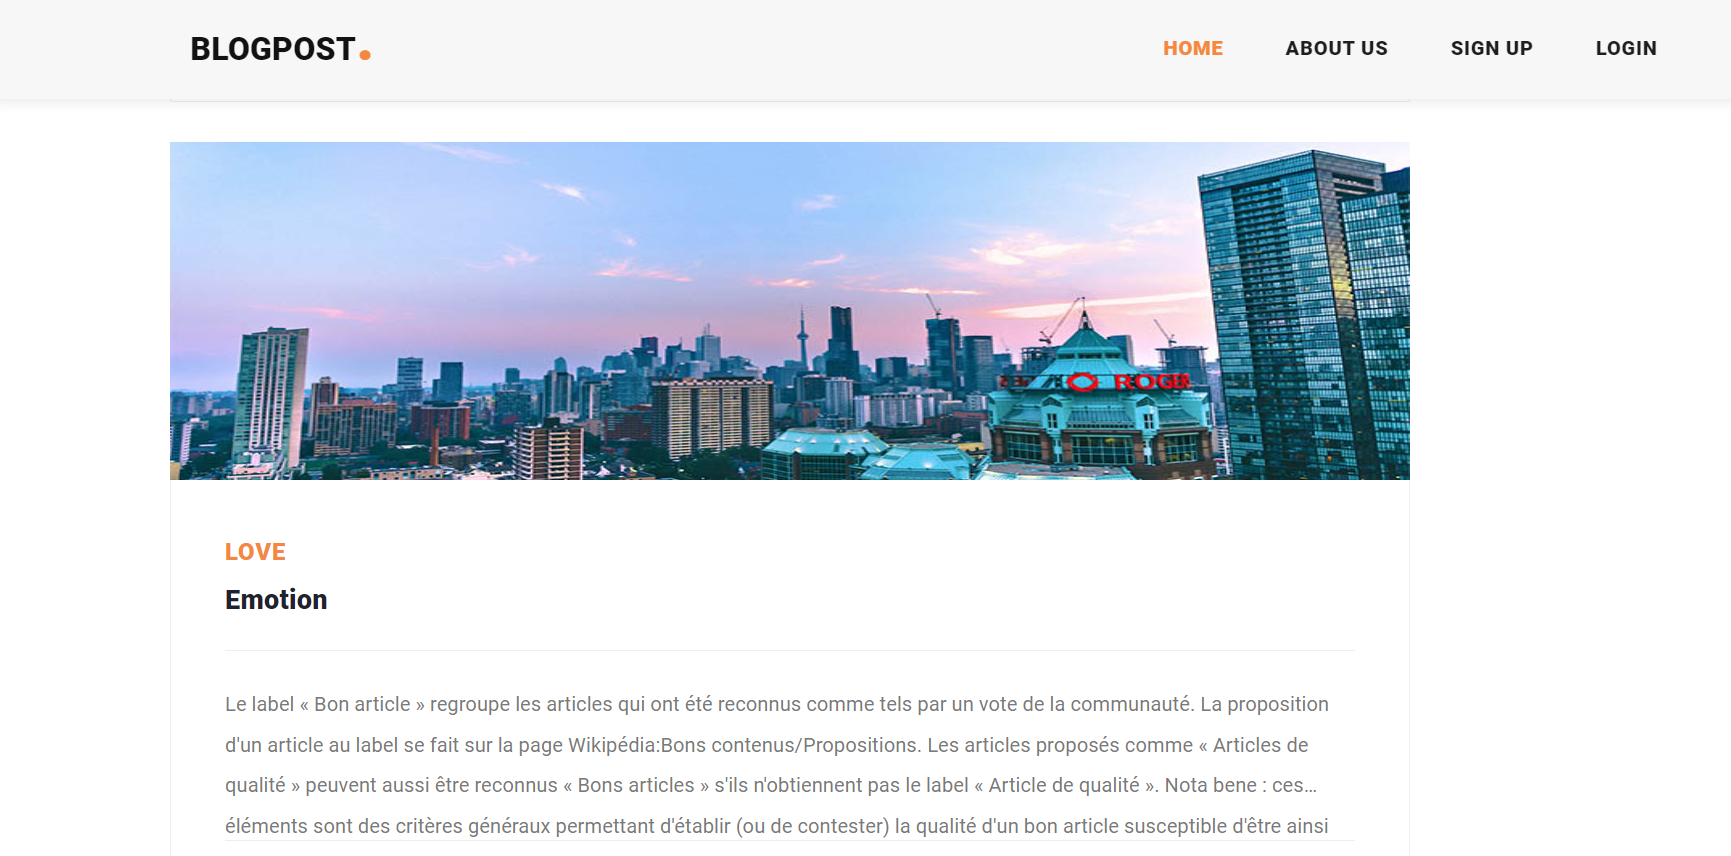 BLOGPOST.
HOME ABOUT US SIGN UP LOGIN
ROGER
LOVE
Emotion
Le label « Bon article » regroupe les articles qui ont été reconnus comme tels par un vote de la communauté. La proposition
d'un article au label se fait sur la page Wikipédia:Bons contenus/Propositions. Les articles proposés comme « Articles de
qualité » peuvent aussi être reconnus « Bons articles » s'ils n'obtiennent pas le label « Article de qualité ». Nota bene : ces…
éléments sont des critères généraux permettant d'établir (ou de contester) la qualité d'un bon article susceptible d'être ainsi